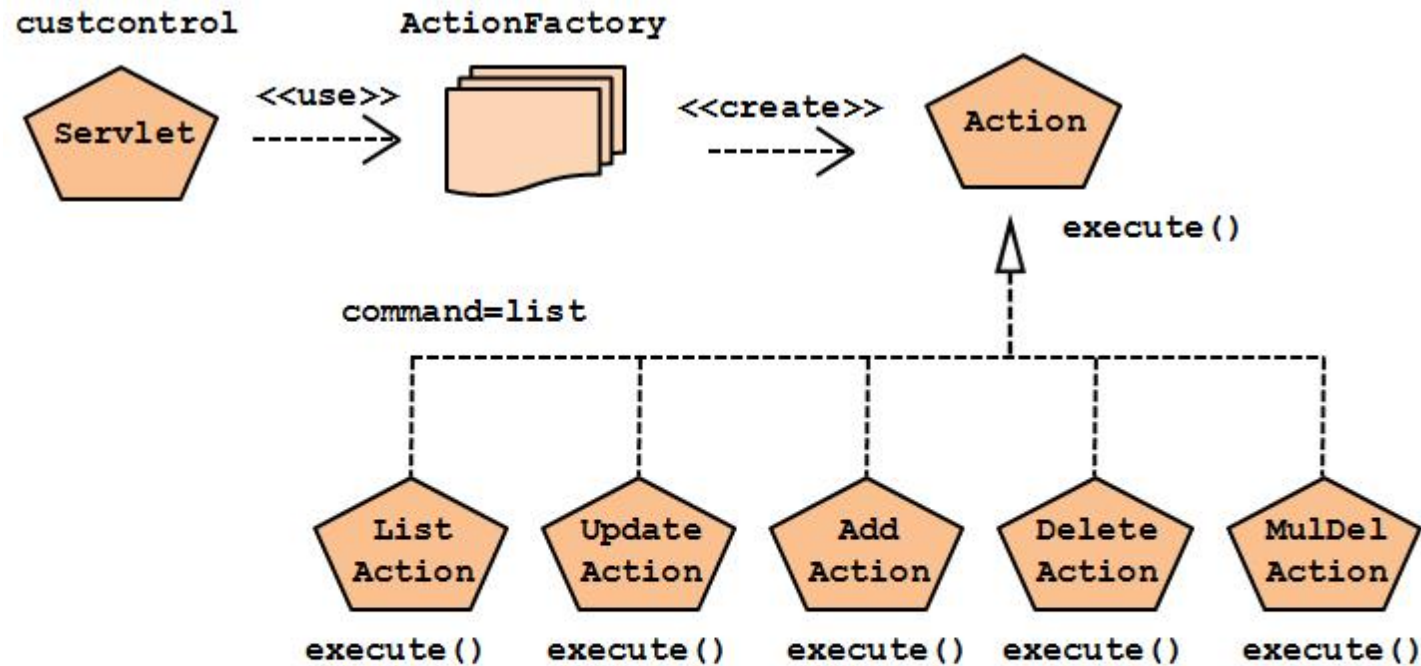 custcontrol
ActionFactory
Servlet
<<use>>
<<create>>
Action
execute()
command=list
List
Action
Update
Action
Add
Action
Delete
Action
MulDel
Action
execute()
execute()
execute()
execute()
execute()